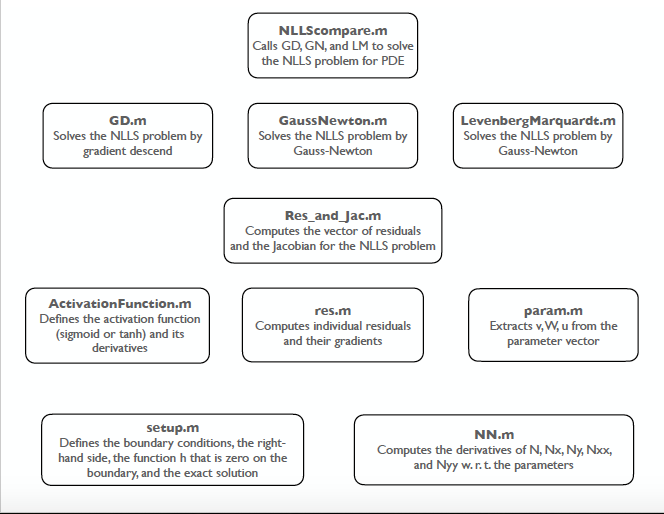 NLLScompare.m
Calls GD, GN, and LM to solve
the NLLS problem for PDE
GD.m
Solves the NLLS problem by
gradient descend
GaussNewton.m
Solves the NLLS problem by
Gauss-Newton
LevenbergMarquardt.m
Solves the NLLS problem by
Gauss-Newton
Res_and_Jac.m
Computes the vector of residuals
and the Jacobian for the NLLS problem
ActivationFunction.m
Defines the activation function
(sigmoid or tanh) and its
derivatives
res.m
Computes individual residuals
and their gradients
param.m
Extracts v, W, u from the
parameter vector
setup.m
Defines the boundary conditions, the right-
hand side, the function h that is zero on the
boundary, and the exact solution
NN.m
Computes the derivatives of N, Nx, Ny, Nxx,
and Nyy w. r. t. the parameters